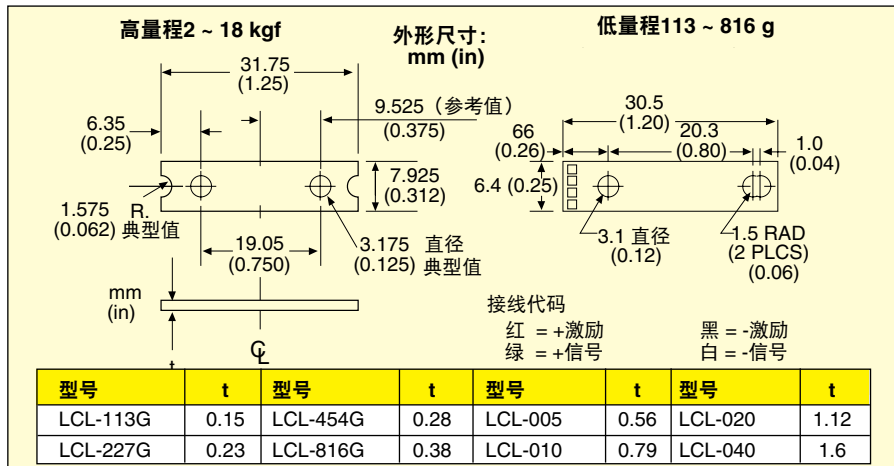 高量程2 ~ 18 kgf
外形尺寸:
mm (in)
低量程113 ~ 816 g
31.75
(1.25)
9.525（参考值）
(0.375)
6.35
(0.25)
7.925
(0.312)
1.575
(0.062)
R.
典型值
19.05
(0.750)
3.175
(0.125)
直径
典型值
mm
(in)
℄
t
30.5
(1.20)
66
(0.26)
20.3
(0.80)
1.0
(0.04)
6.4 (0.25)
3.1 直径
(0.12)
1.5 RAD
(2 PLCS)
(0.06)
接线代码
红 = +激励
黑 = -激励
绿 = +信号
白 = -信号
型号 t 型号 t 型号 t 型号 t
LCL-113G 0.15 LCL-454G 0.28 LCL-005 0.56 LCL-020 1.12
LCL-227G 0.23 LCL-816G 0.38 LCL-010 0.79 LCL-040 1.6